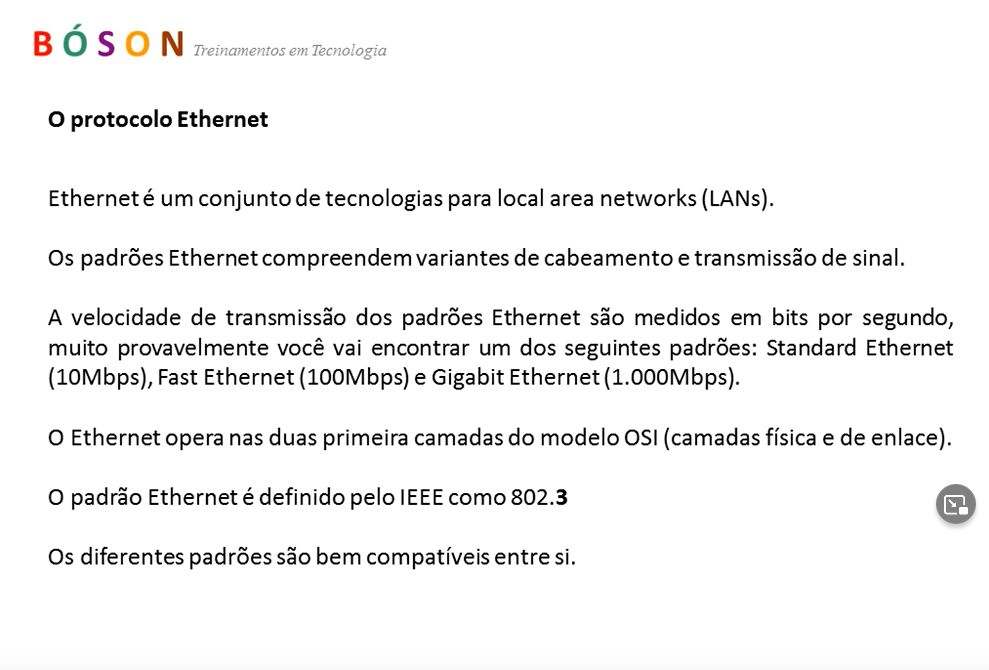 BÓSON Treinamentos em Tecnologia
O protocolo Ethernet
Ethernet é um conjunto de tecnologias para local area networks (LANs).
Os padrões Ethernet compreendem variantes de cabeamento e transmissão de sinal.
A velocidade de transmissão dos padrões Ethernet são medidos em bits por segundo,
muito provavelmente você vai encontrar um dos seguintes padrões: Standard Ethernet
(10Mbps), Fast Ethernet (100Mbps) e Gigabit Ethernet (1.000Mbps).
O Ethernet opera nas duas primeira camadas do modelo OSI (camadas física e de enlace).
O padrão Ethernet é definido pelo IEEE como 802.3
Os diferentes padrões são bem compatíveis entre si.